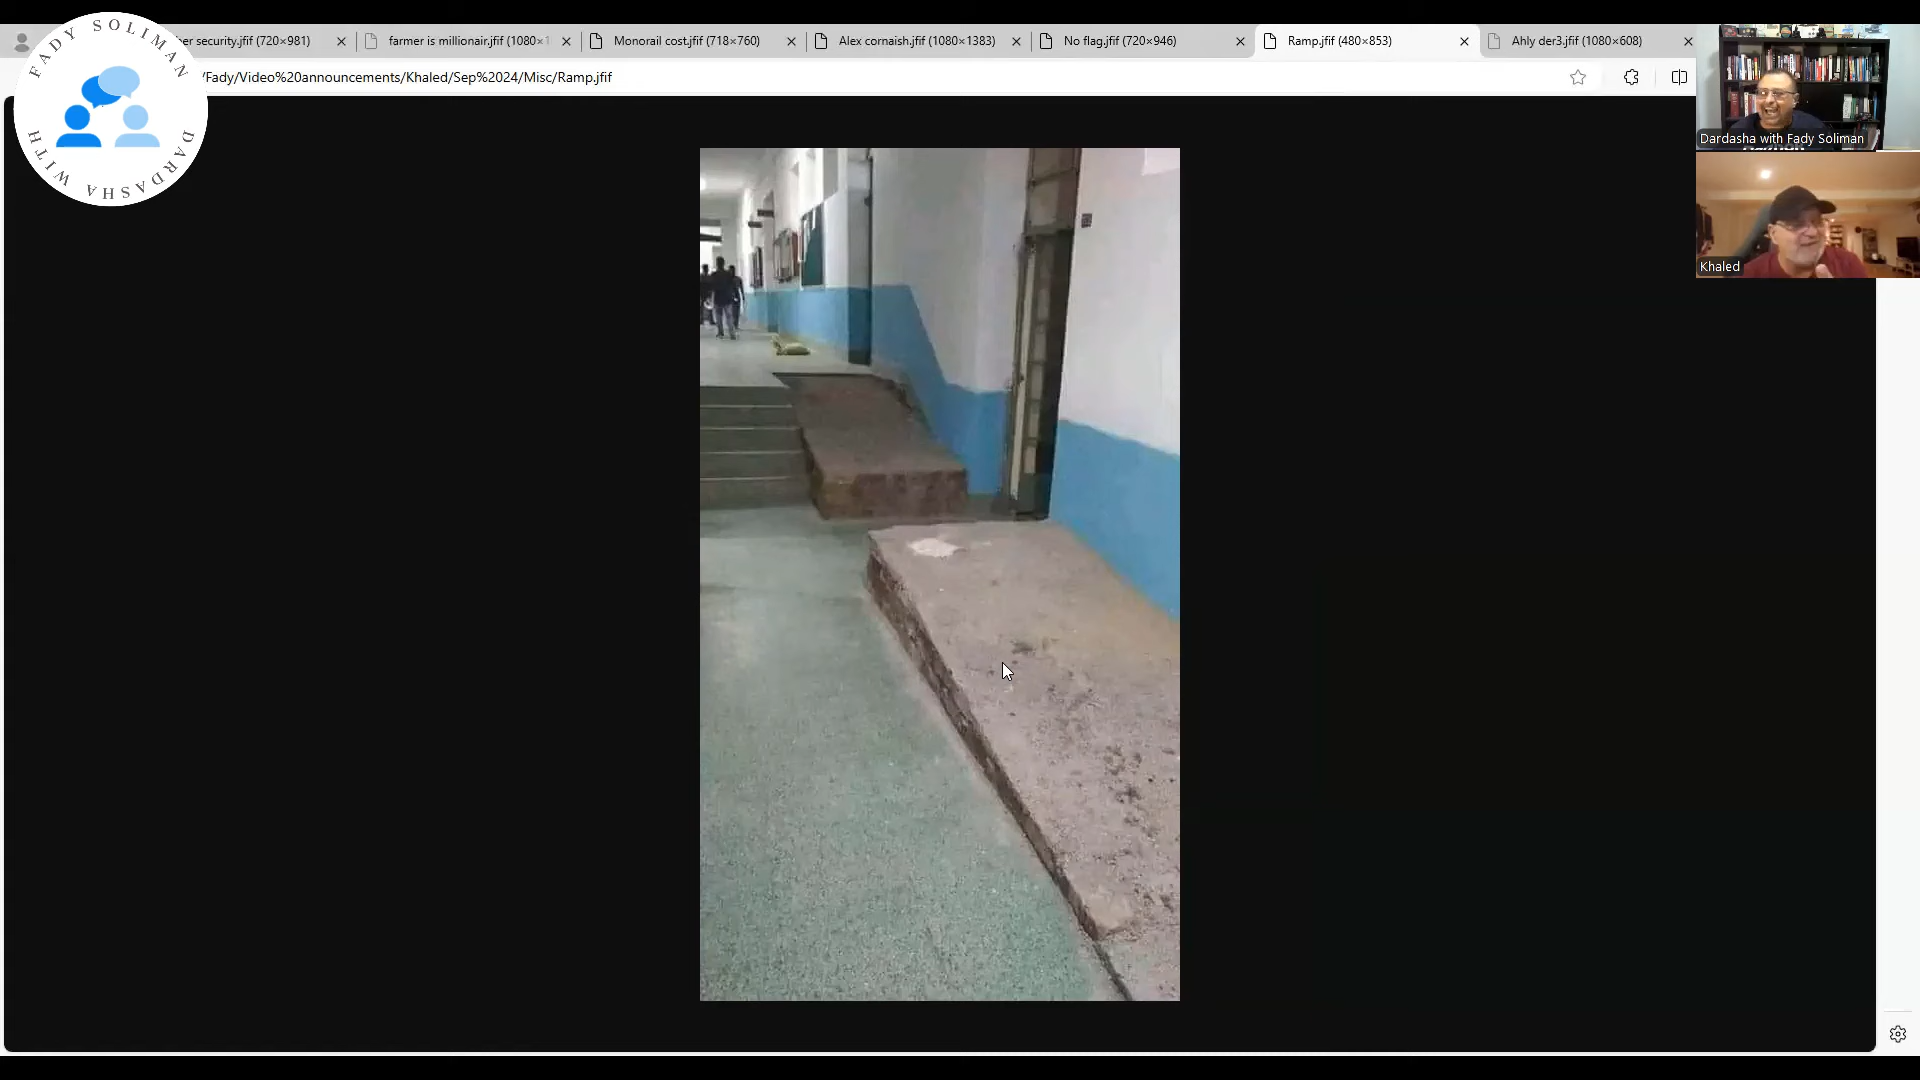 FADY SOLIMAN
DARDASHA WITH
er security.jfif (720×981)
farmer is millionair.jfif (1080×1
Monorail cost.jfif (718×760)
Alex cornaish.jfif (1080×1383)
No flag.jfif (720×946)
Ramp.jfif (480×853)
Ahly der3.jfif (1080×608)
/Fady/Video%20announcements/Khaled/Sep%2024/Misc/Ramp.jfif
Dardasha with Fady Soliman
Khaled